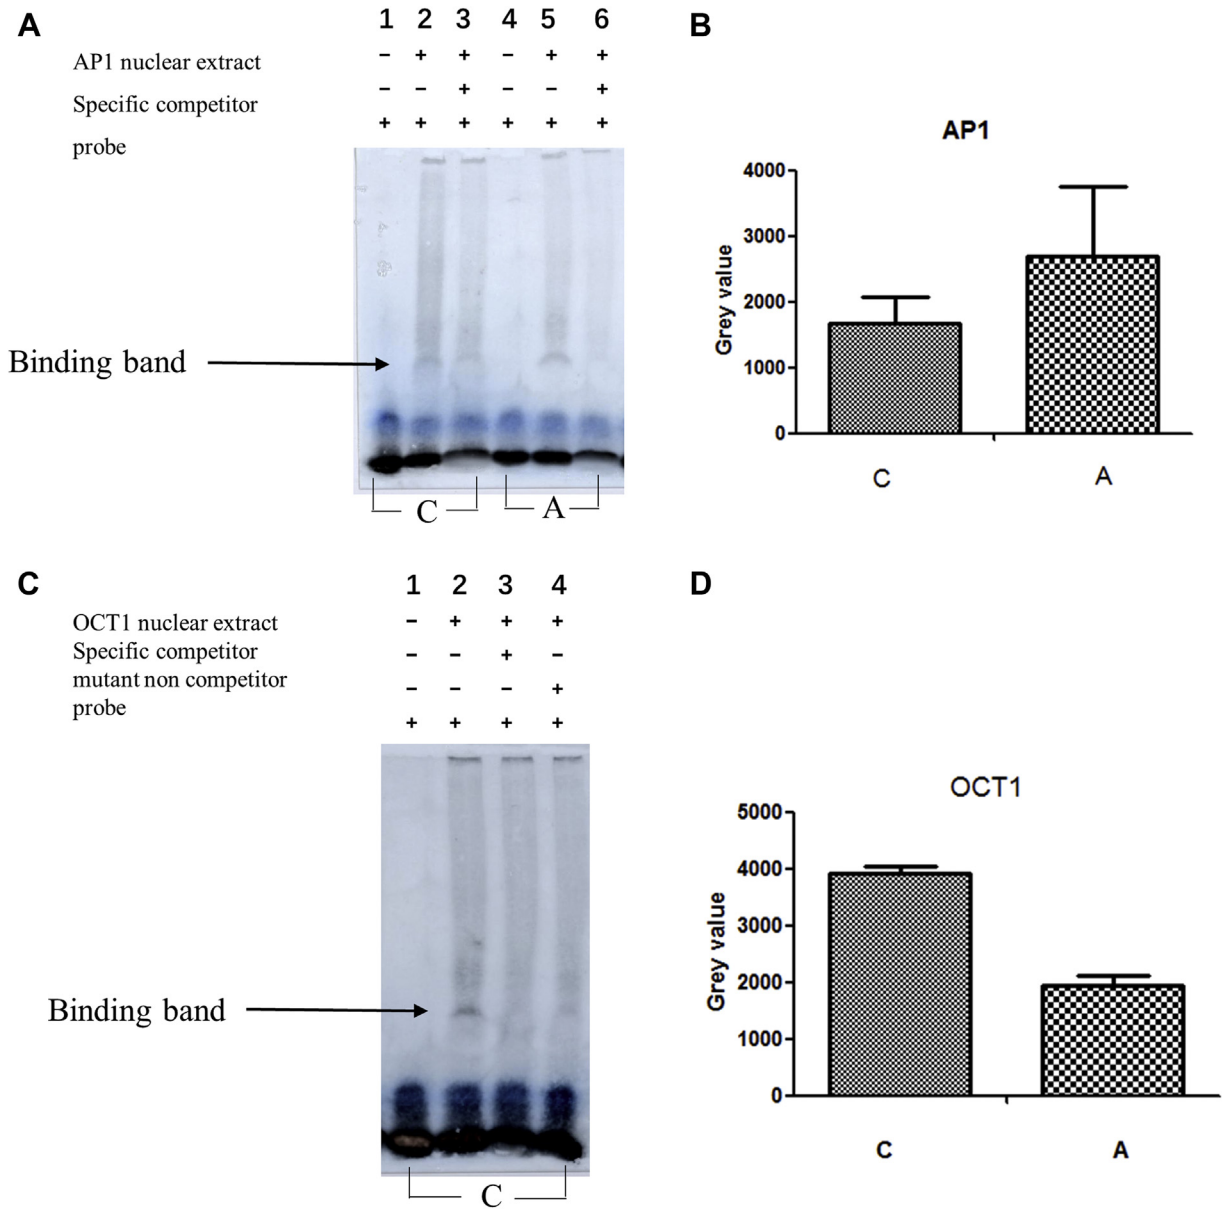 A
1 2 3 4 5 6
AP1 nuclear extract − + + − + +
Specific competitor − − + − − +
probe + + + + + +
Binding band
C A
B
AP1
Grey value
4000
3000
2000
1000
0
C A
C
1 2 3 4
OCT1 nuclear extract − + + +
Specific competitor − − + −
mutant non competitor − − − +
probe + + + +
Binding band
C
D
OCT1
Grey value
5000
4000
3000
2000
1000
0
C A